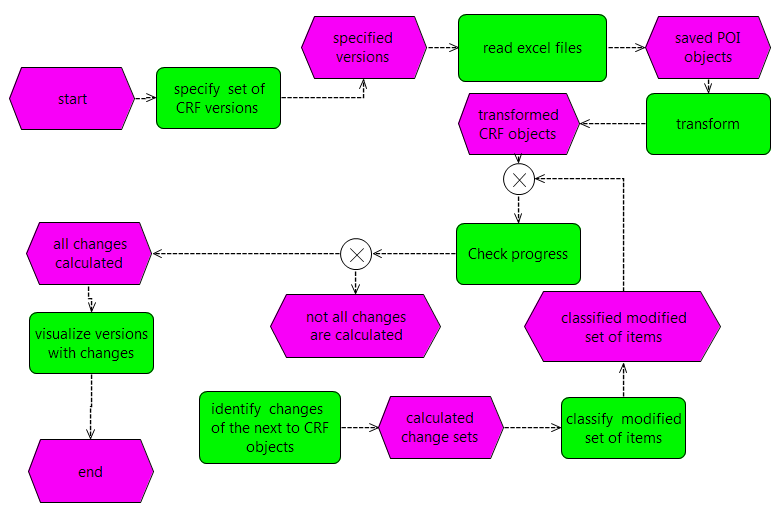 start
specify set of
CRF versions
specified
versions
read excel files
saved POI
objects
transform
transformed
CRF objects
Check progress
all changes
calculated
not all changes
are calculated
visualize versions
with changes
end
identify changes
of the next to CRF
objects
calculated
change sets
classify modified
set of items
classified modified
set of items